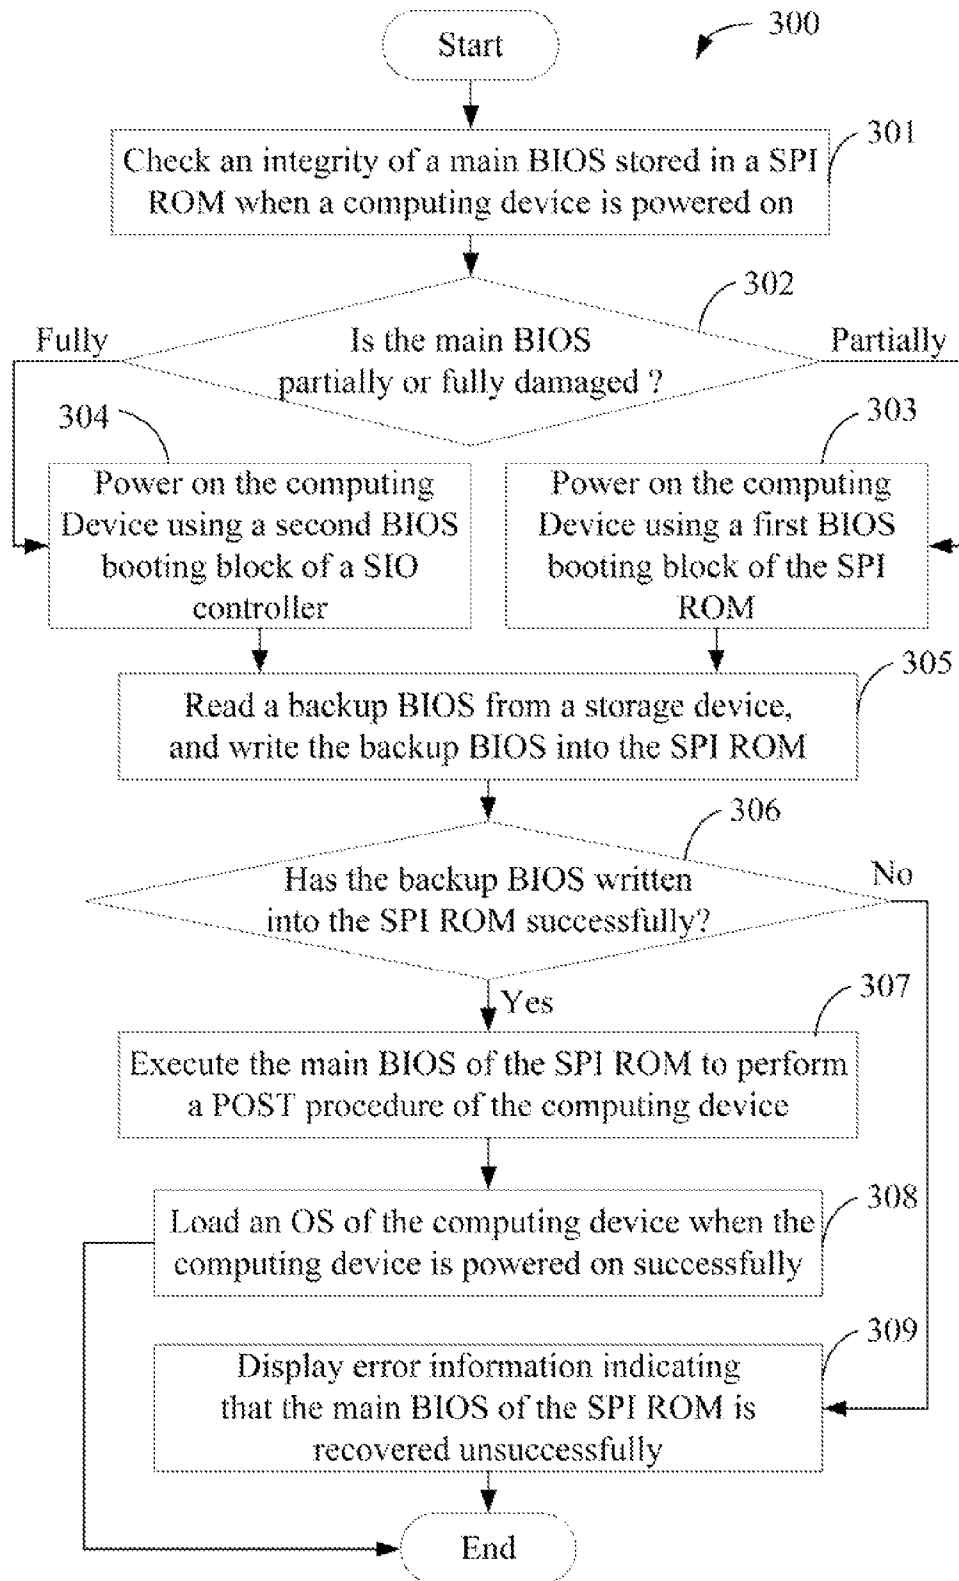 Start
300
301
Check an integrity of a main BIOS stored in a SPI
ROM when a computing device is powered on
302
Fully
Is the main BIOS
partially or fully damaged ?
Partially
304
303
Power on the computing
Device using a second BIOS
booting block of a SIO
controller
Power on the computing
Device using a first BIOS
booting block of the SPI
ROM
305
Read a backup BIOS from a storage device,
and write the backup BIOS into the SPI ROM
306
Has the backup BIOS written
into the SPI ROM successfully?
No
Yes
307
Execute the main BIOS of the SPI ROM to perform
a POST procedure of the computing device
308
Load an OS of the computing device when the
computing device is powered on successfully
309
Display error information indicating
that the main BIOS of the SPI ROM is
recovered unsuccessfully
End